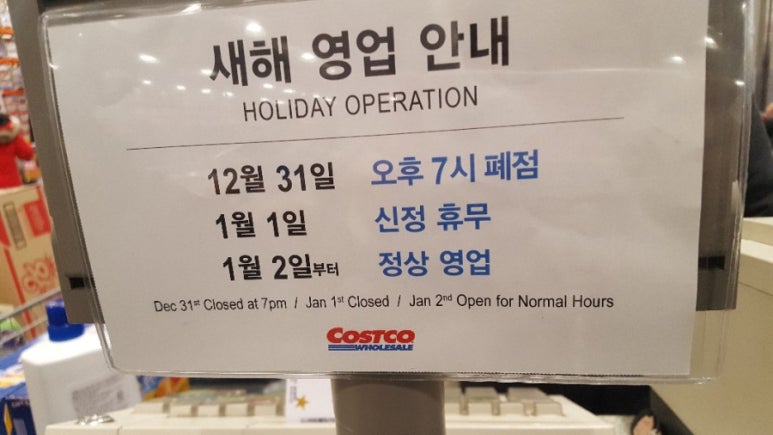 새해 영업 안내
HOLIDAY OPERATION
12월 31일 오후 7시 폐점
1월 1일 신정 휴무
1월 2일부터 정상 영업
Dec 31st Closed at 7pm / Jan 1st Closed / Jan 2nd Open for Normal Hours
COSTCO
WHOLESALE